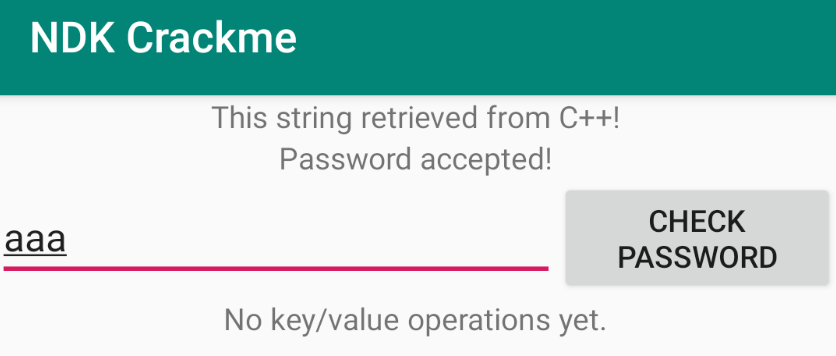 NDK Crackme
This string retrieved from C++!
Password accepted!
aaa
CHECK
PASSWORD
No key/value operations yet.